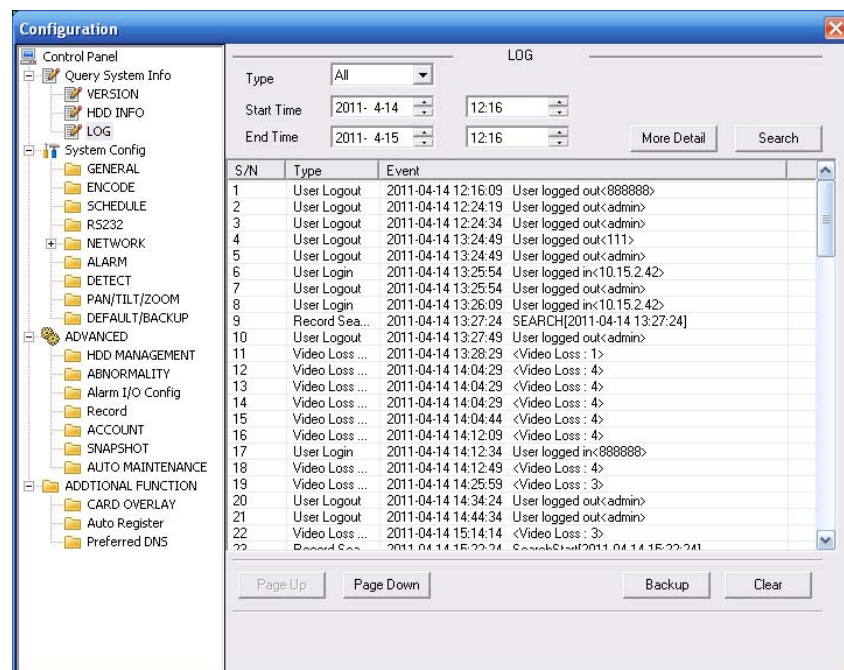 Configuration
Control Panel
Query System Info
VERSION
HDD INFO
LOG
System Config
GENERAL
ENCODE
SCHEDULE
RS232
NETWORK
ALARM
DETECT
PAN/TILT/ZOOM
DEFAULT/BACKUP
ADVANCED
HDD MANAGEMENT
ABNORMALITY
Alarm I/O Config
Record
ACCOUNT
SNAPSHOT
AUTO MAINTENANCE
ADDTIONAL FUNCTION
CARD OVERLAY
Auto Register
Preferred DNS
LOG
Type All
Start Time 2011- 4-14 12:16
End Time 2011- 4-15 12:16 More Detail Search
S/N Type Event
1 User Logout 2011-04-14 12:16:09 User logged out<888888>
2 User Logout 2011-04-14 12:24:19 User logged out<admin>
3 User Logout 2011-04-14 12:24:34 User logged out<admin>
4 User Logout 2011-04-14 13:24:49 User logged out<111>
5 User Logout 2011-04-14 13:24:49 User logged out<admin>
6 User Login 2011-04-14 13:25:54 User logged in<10.15.2.42>
7 User Logout 2011-04-14 13:25:54 User logged out<admin>
8 User Login 2011-04-14 13:26:09 User logged in<10.15.2.42>
9 Record Sea... 2011-04-14 13:27:24 SEARCH[2011-04-14 13:27:24]
10 User Logout 2011-04-14 13:27:49 User logged out<admin>
11 Video Loss ... 2011-04-14 13:28:29 <Video Loss : 1>
12 Video Loss ... 2011-04-14 14:04:29 <Video Loss : 4>
13 Video Loss ... 2011-04-14 14:04:29 <Video Loss : 4>
14 Video Loss ... 2011-04-14 14:04:29 <Video Loss : 4>
15 Video Loss ... 2011-04-14 14:04:44 <Video Loss : 4>
16 Video Loss ... 2011-04-14 14:12:09 <Video Loss : 4>
17 User Login 2011-04-14 14:12:34 User logged in<888888>
18 Video Loss ... 2011-04-14 14:12:49 <Video Loss : 4>
19 Video Loss ... 2011-04-14 14:25:59 <Video Loss : 3>
20 User Logout 2011-04-14 14:34:24 User logged out<admin>
21 User Logout 2011-04-14 14:44:34 User logged out<admin>
22 Video Loss ... 2011-04-14 15:14:14 <Video Loss : 3>
23 Record Sea... 2011-04-14 15:22:24 SearchStart[2011-04-14 15:22:24]
Page Up Page Down Backup Clear